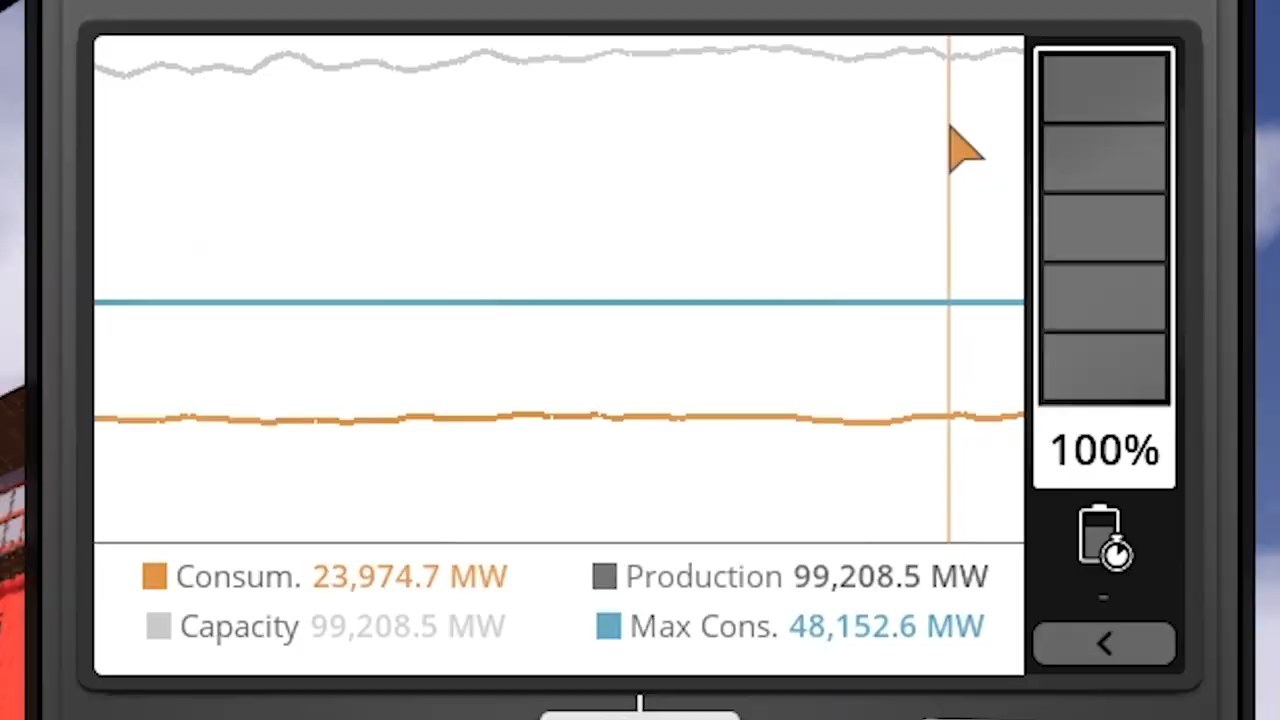 Consum. 23,974.7 MW Production 99,208.5 MW
Capacity 99,208.5 MW Max Cons. 48,152.6 MW
100%
-